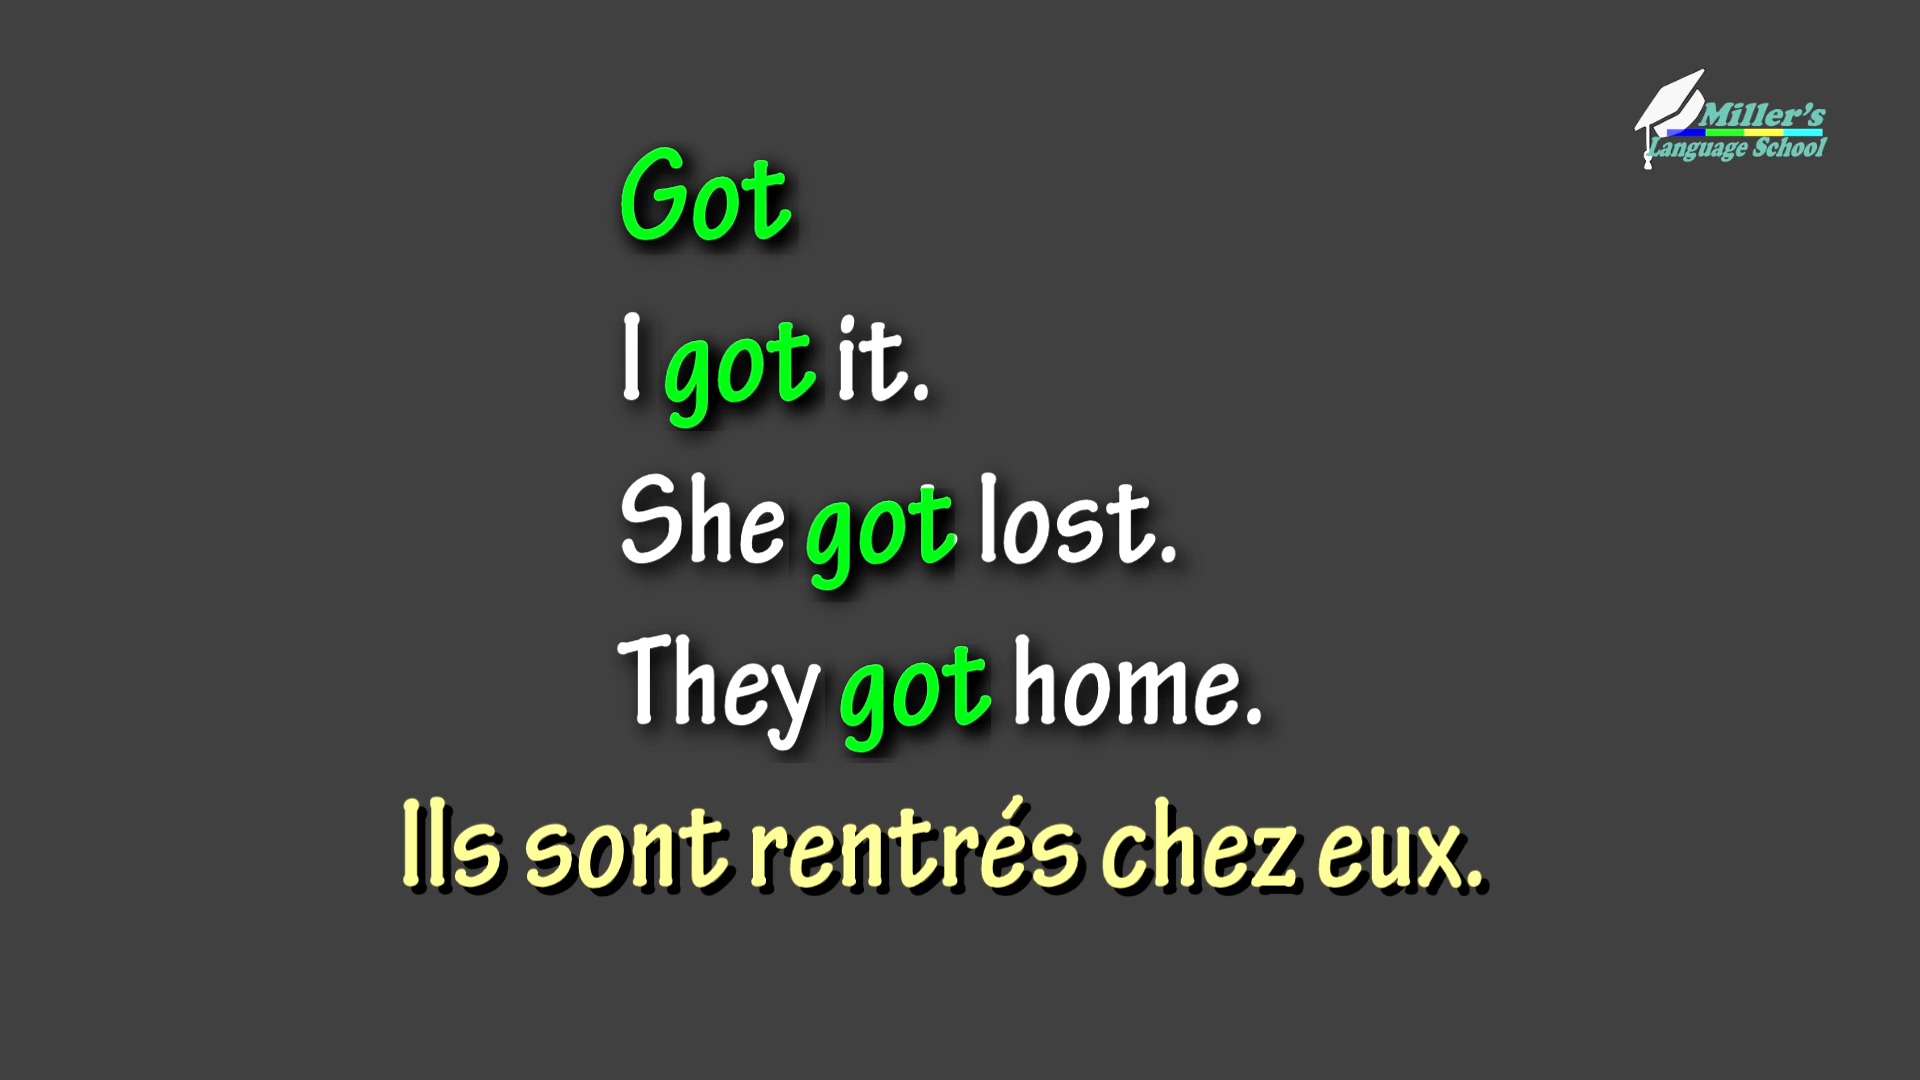 Miller's
Language School
Got
I got it.
She got lost.
They got home.
Ils sont rentrés chez eux.